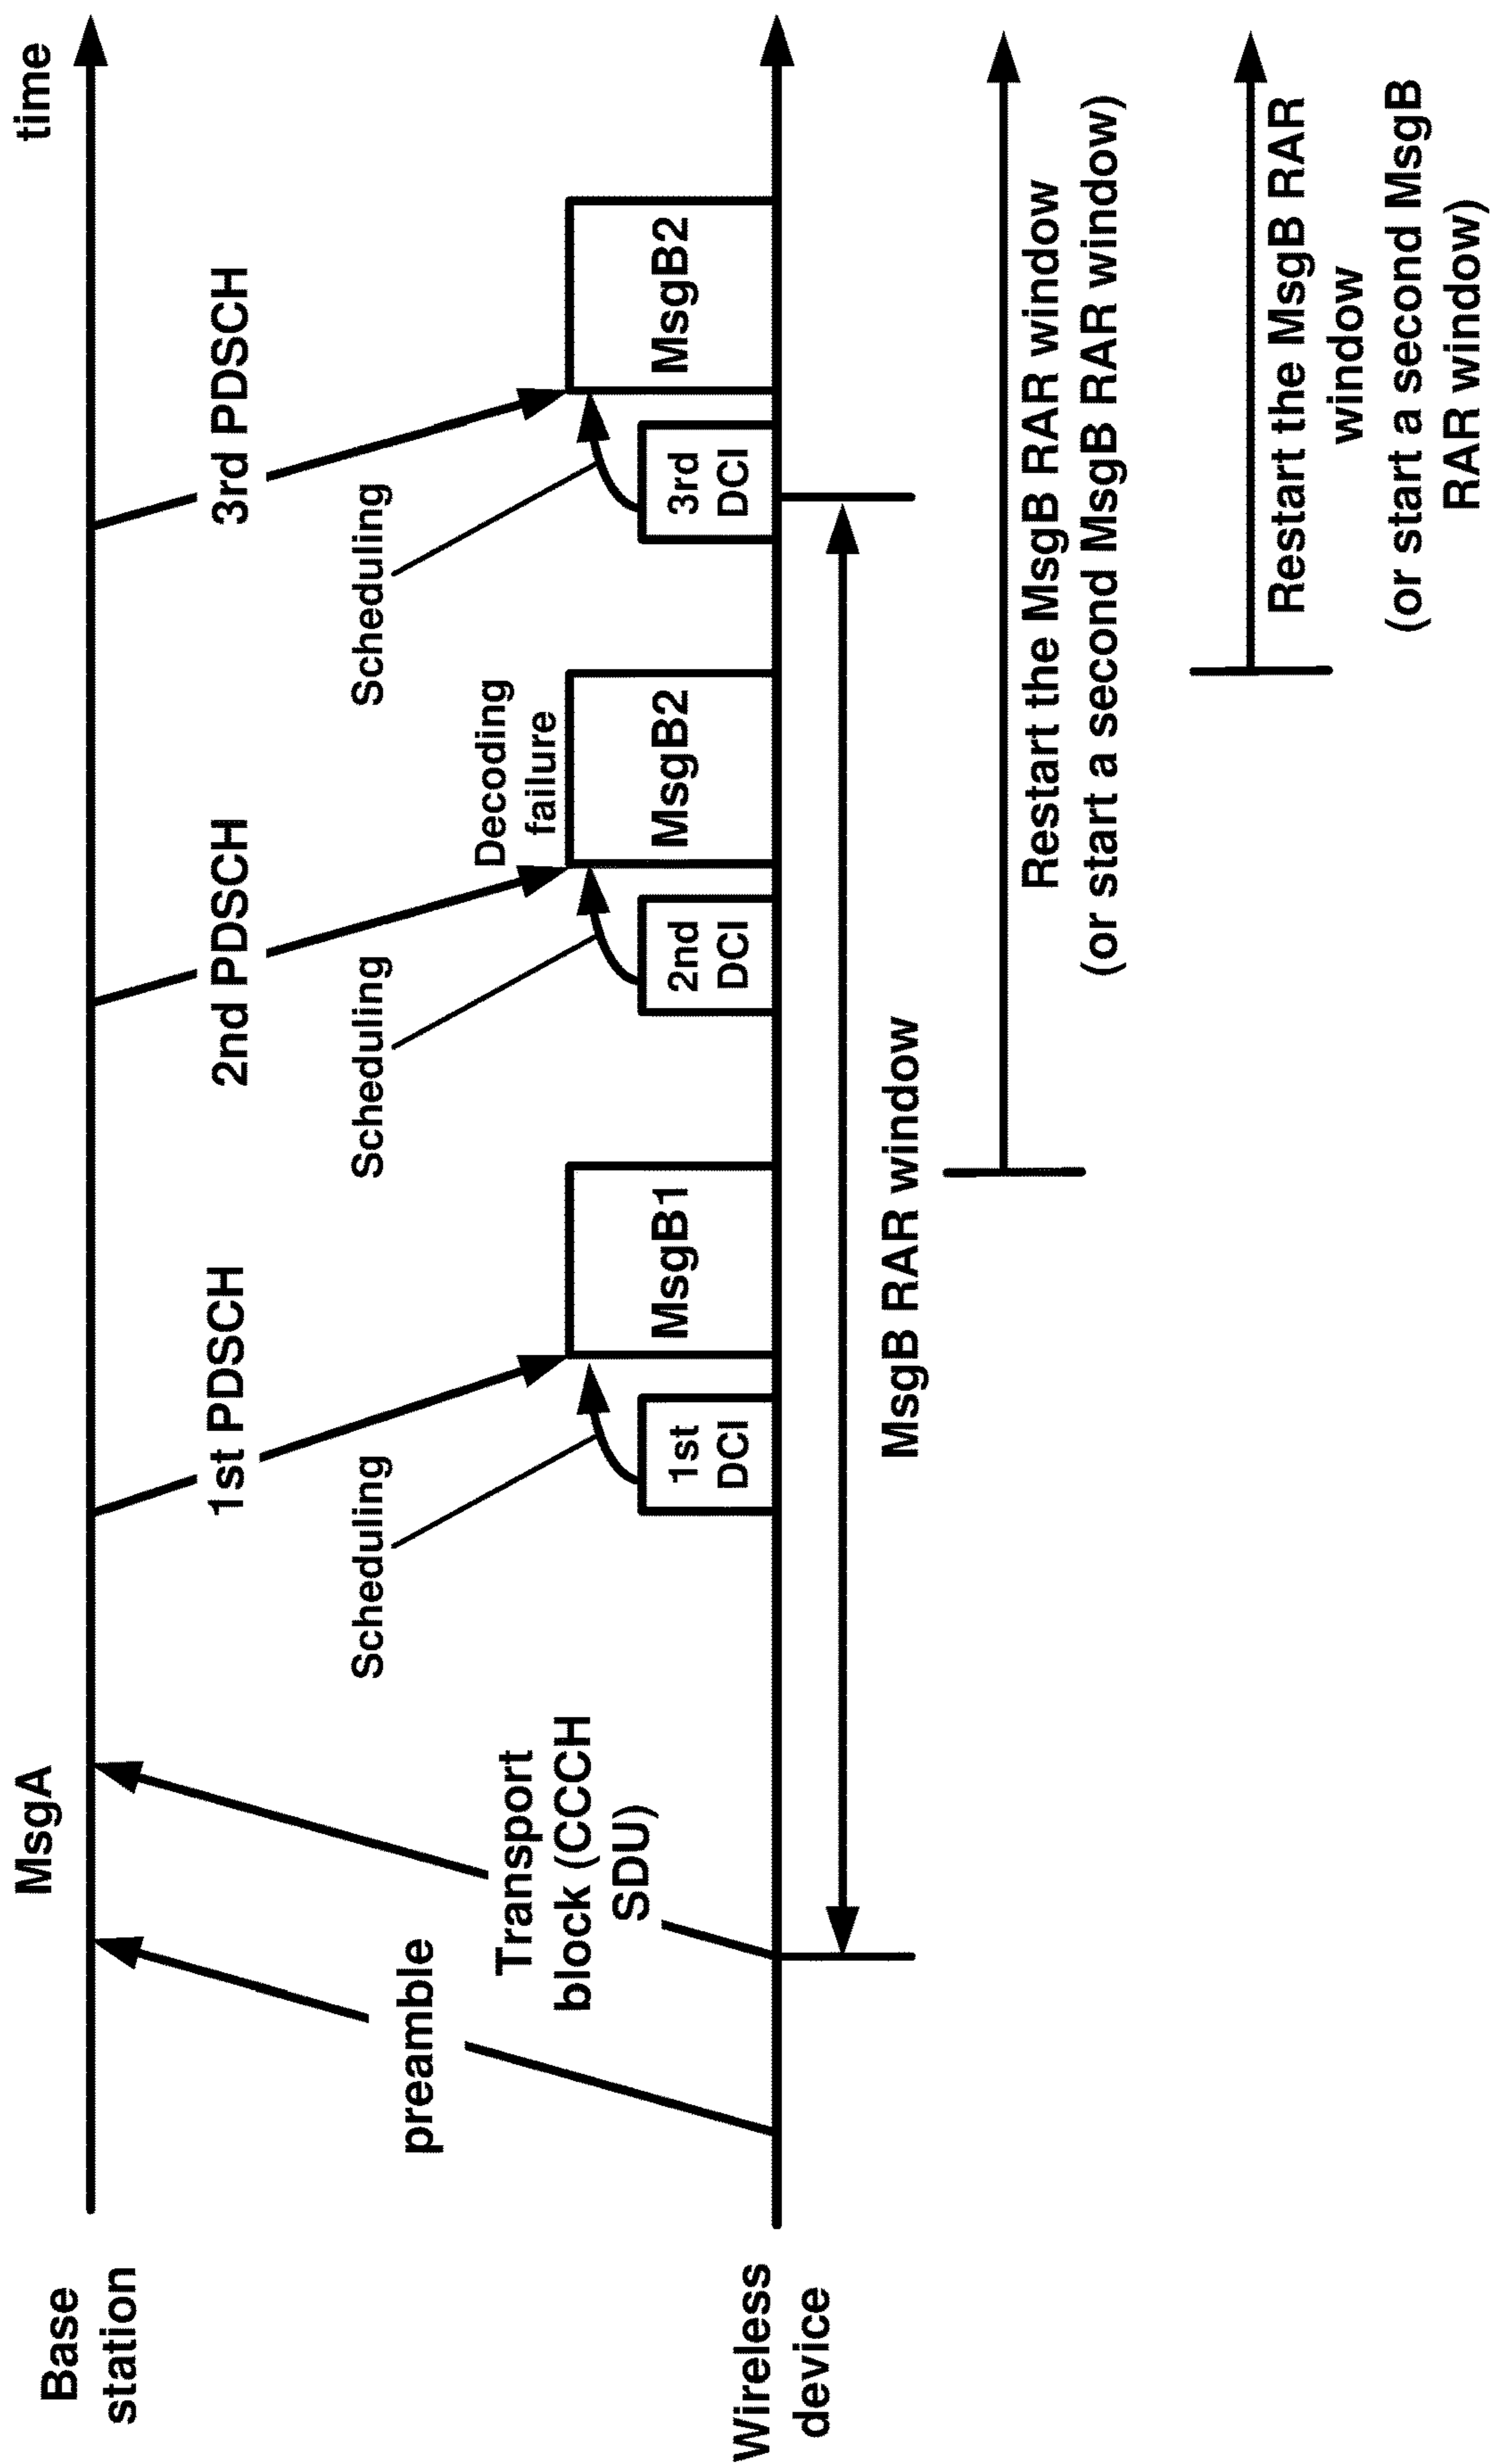 Base
station
MsgA
time
preamble
Transport
block (CCCH
SDU)
1st PDSCH
2nd PDSCH
3rd PDSCH
Scheduling
Scheduling
Scheduling
Decoding
failure
1st
DCI
MsgB1
2nd
DCI
MsgB2
3rd
DCI
MsgB2
Wireless
device
MsgB RAR window
Restart the MsgB RAR window
(or start a second MsgB RAR window)
Restart the MsgB RAR
window
(or start a second MsgB
RAR window)